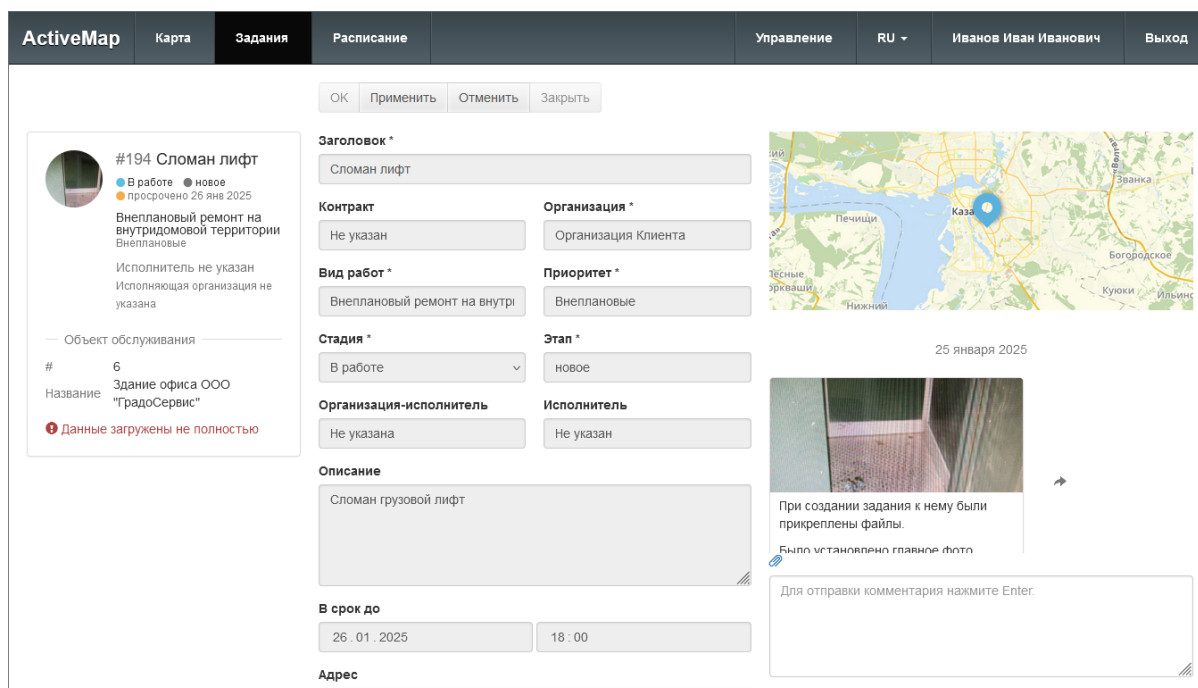 ActiveMap Карта Задания Расписание Управление RU Иванов Иван Иванович Выход
OK Применить Отменить Закрыть
#194 Сломан лифт
В работе новое
просрочено 26 янв 2025
Внеплановый ремонт на
внутридомовой территории
Внеплановые
Исполнитель не указан
Исполняющая организация не
указана
Объект обслуживания
# 6
Название Здание офиса ООО
"ГрадоСервис"
Данные загружены не полностью
Заголовок *
Сломан лифт
Контракт Организация *
Не указан Организация Клиента
Вид работ * Приоритет *
Внеплановый ремонт на внутр Внеплановые
Стадия * Этап *
В работе новое
Организация-исполнитель Исполнитель
Не указана Не указан
Описание
Сломан грузовой лифт
В срок до
26 . 01 . 2025 18 : 00
Адрес
Званка
Печищи
Каза
Богородское
Лесные
Куюки
Нижний
25 января 2025
При создании задания к нему были
прикреплены файлы.
Было установлено главное фото
Для отправки комментария нажмите Enter.